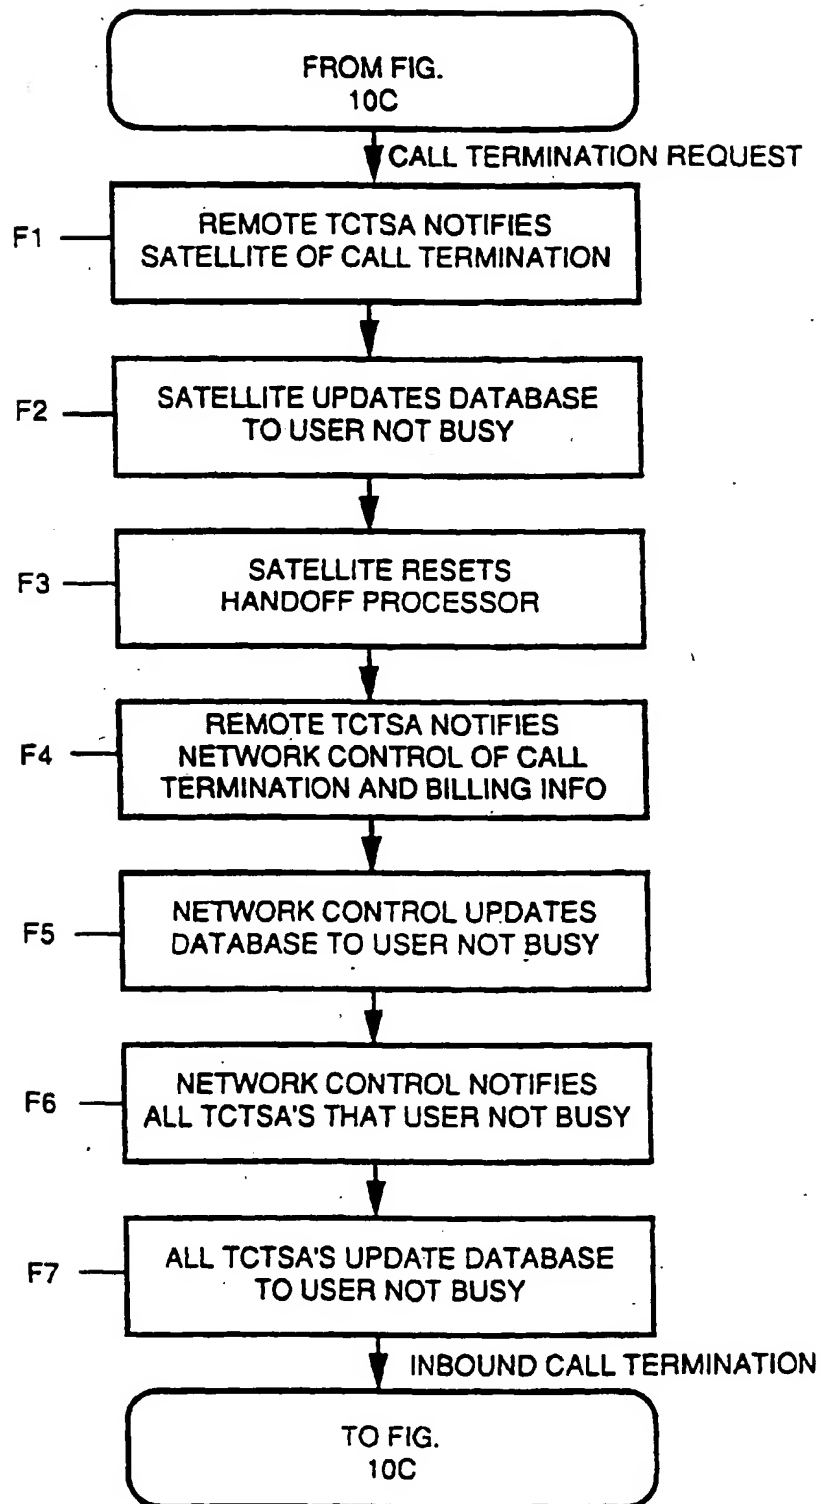 FROM FIG.
10C
CALL TERMINATION REQUEST
F1
REMOTE TCTSA NOTIFIES
SATELLITE OF CALL TERMINATION
F2
SATELLITE UPDATES DATABASE
TO USER NOT BUSY
F3
SATELLITE RESETS
HANDOFF PROCESSOR
F4
REMOTE TCTSA NOTIFIES
NETWORK CONTROL OF CALL
TERMINATION AND BILLING INFO
F5
NETWORK CONTROL UPDATES
DATABASE TO USER NOT BUSY
F6
NETWORK CONTROL NOTIFIES
ALL TCTSA'S THAT USER NOT BUSY
F7
ALL TCTSA'S UPDATE DATABASE
TO USER NOT BUSY
INBOUND CALL TERMINATION
TO FIG.
10C